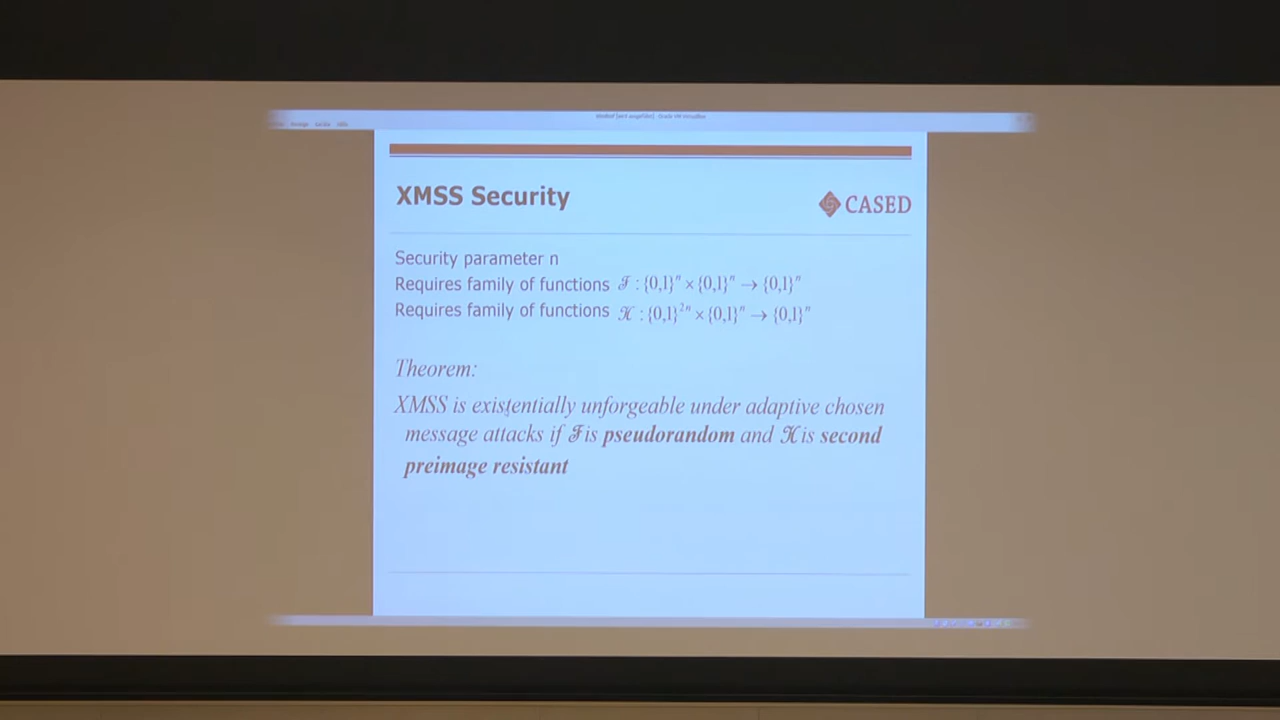 XMSS Security
CASED
Security parameter n
Requires family of functions ℱ : {0,1}ⁿ × {0,1}ⁿ → {0,1}ⁿ
Requires family of functions ℋ : {0,1}²ⁿ × {0,1}ⁿ → {0,1}ⁿ
Theorem:
XMSS is existentially unforgeable under adaptive chosen
message attacks if ℱ is pseudorandom and ℋ is second
preimage resistant